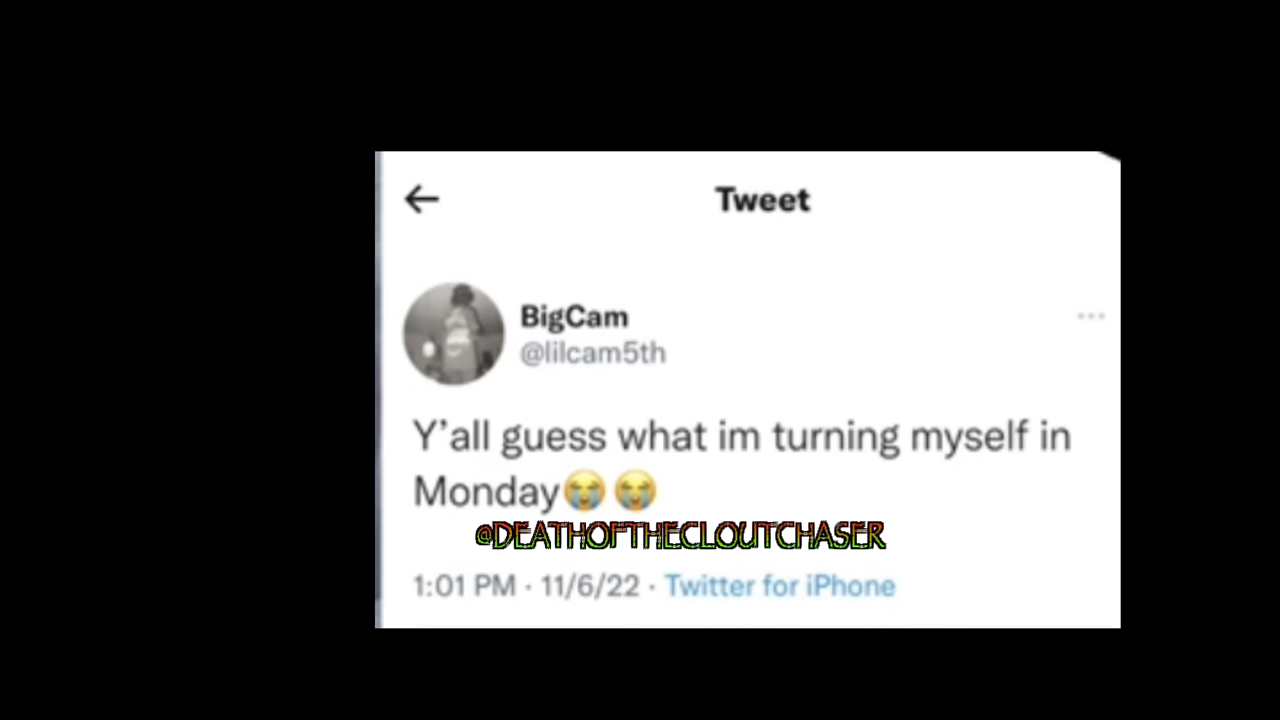 Tweet
BigCam
@lilcam5th
Y’all guess what im turning myself in
Monday😭😭
@DEATHOFTHECLOUTCHASER
1:01 PM · 11/6/22 · Twitter for iPhone